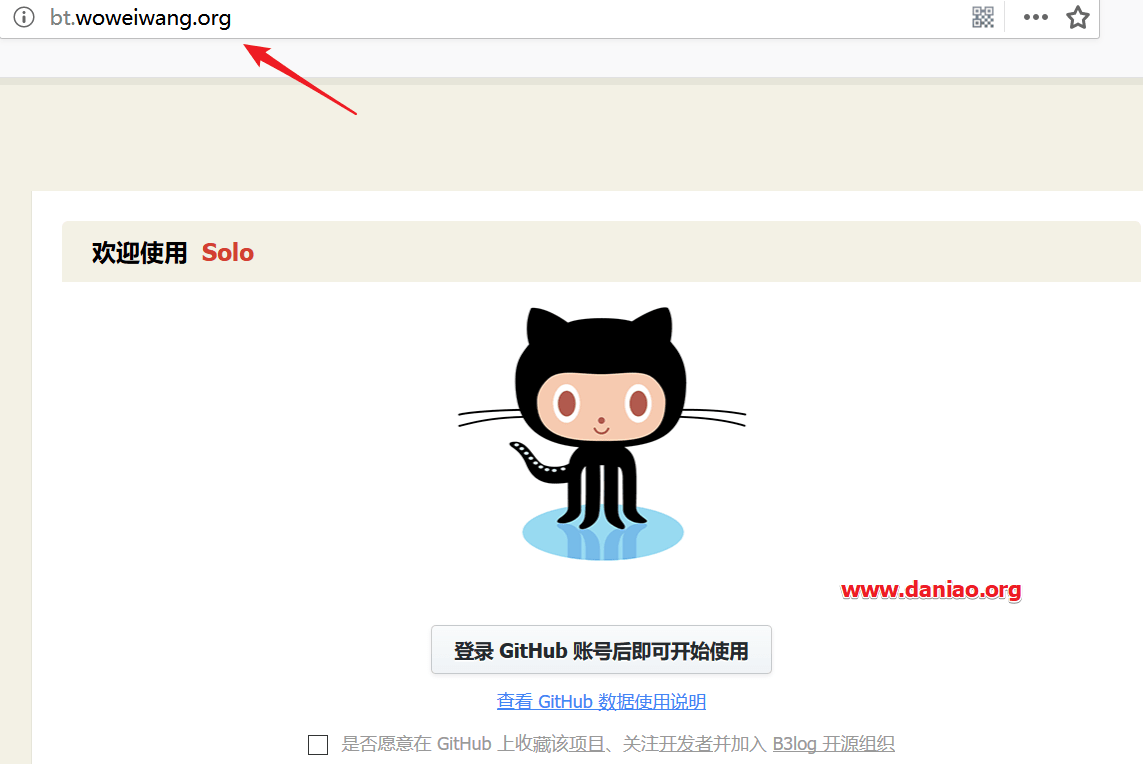 bt.woweiwang.org
欢迎使用 Solo
www.daniao.org
登录 GitHub 账号后即可开始使用
查看 GitHub 数据使用说明
是否愿意在 GitHub 上收藏该项目、关注开发者并加入 B3log 开源组织